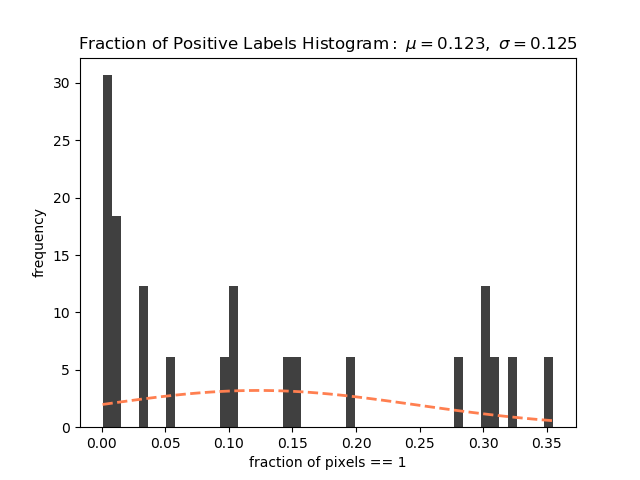 Fraction of Positive Labels Histogram : μ = 0.123, σ = 0.125
30
25
20
15
10
5
0
frequency
0.00 0.05 0.10 0.15 0.20 0.25 0.30 0.35
fraction of pixels == 1